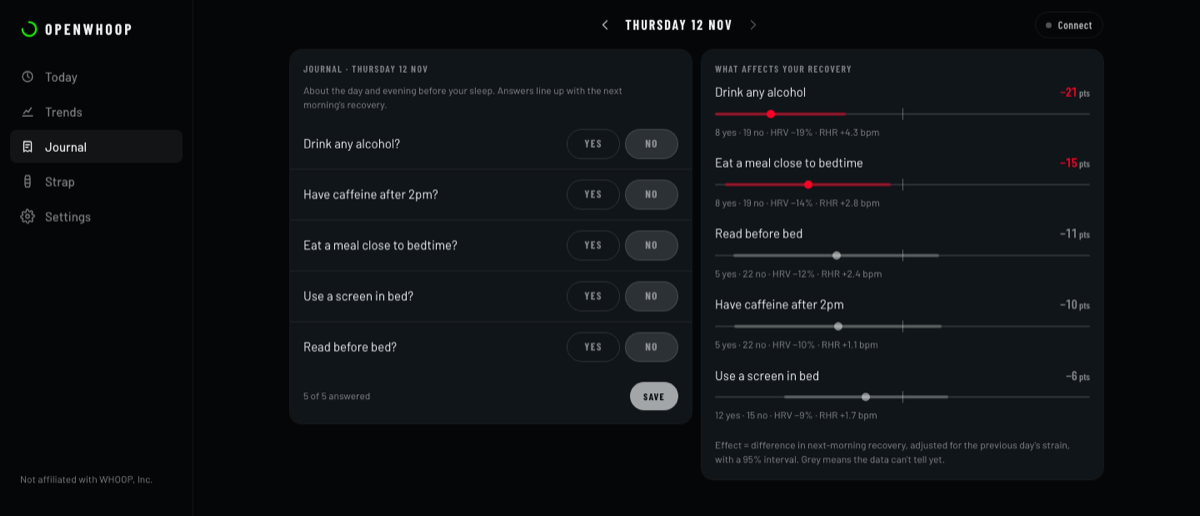 OPENWHOOP
Today
Trends
Journal
Strap
Settings
Not affiliated with WHOOP, Inc.
THURSDAY 12 NOV
Connect
JOURNAL · THURSDAY 12 NOV
About the day and evening before your sleep. Answers line up with the next
morning's recovery.
Drink any alcohol? YES NO
Have caffeine after 2pm? YES NO
Eat a meal close to bedtime? YES NO
Use a screen in bed? YES NO
Read before bed? YES NO
5 of 5 answered SAVE
WHAT AFFECTS YOUR RECOVERY
Drink any alcohol −21 pts
8 yes · 19 no · HRV −19% · RHR +4.3 bpm
Eat a meal close to bedtime −15 pts
8 yes · 19 no · HRV −14% · RHR +2.8 bpm
Read before bed −11 pts
5 yes · 22 no · HRV −12% · RHR +2.4 bpm
Have caffeine after 2pm −10 pts
5 yes · 22 no · HRV −10% · RHR +1.1 bpm
Use a screen in bed −6 pts
12 yes · 15 no · HRV −9% · RHR +1.7 bpm
Effect = difference in next-morning recovery, adjusted for the previous day's strain,
with a 95% interval. Grey means the data can't tell yet.